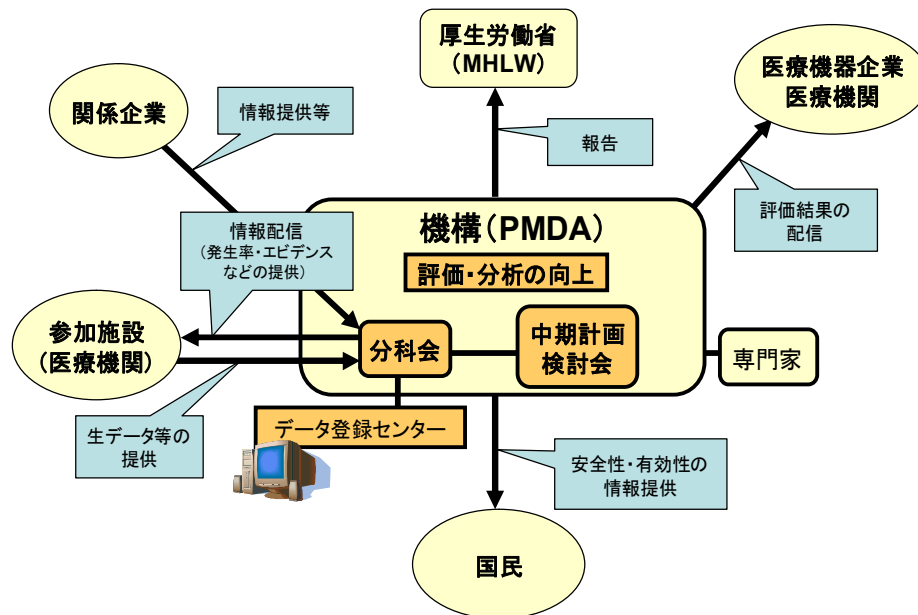 厚生労働省
(MHLW)
医療機器企業
医療機関
関係企業
情報提供等
報告
評価結果の
配信
機構(PMDA)
情報配信
(発生率・エビデンス
などの提供)
評価・分析の向上
参加施設
(医療機関)
分科会
中期計画
検討会
専門家
生データ等の
提供
データ登録センター
安全性・有効性の
情報提供
国民